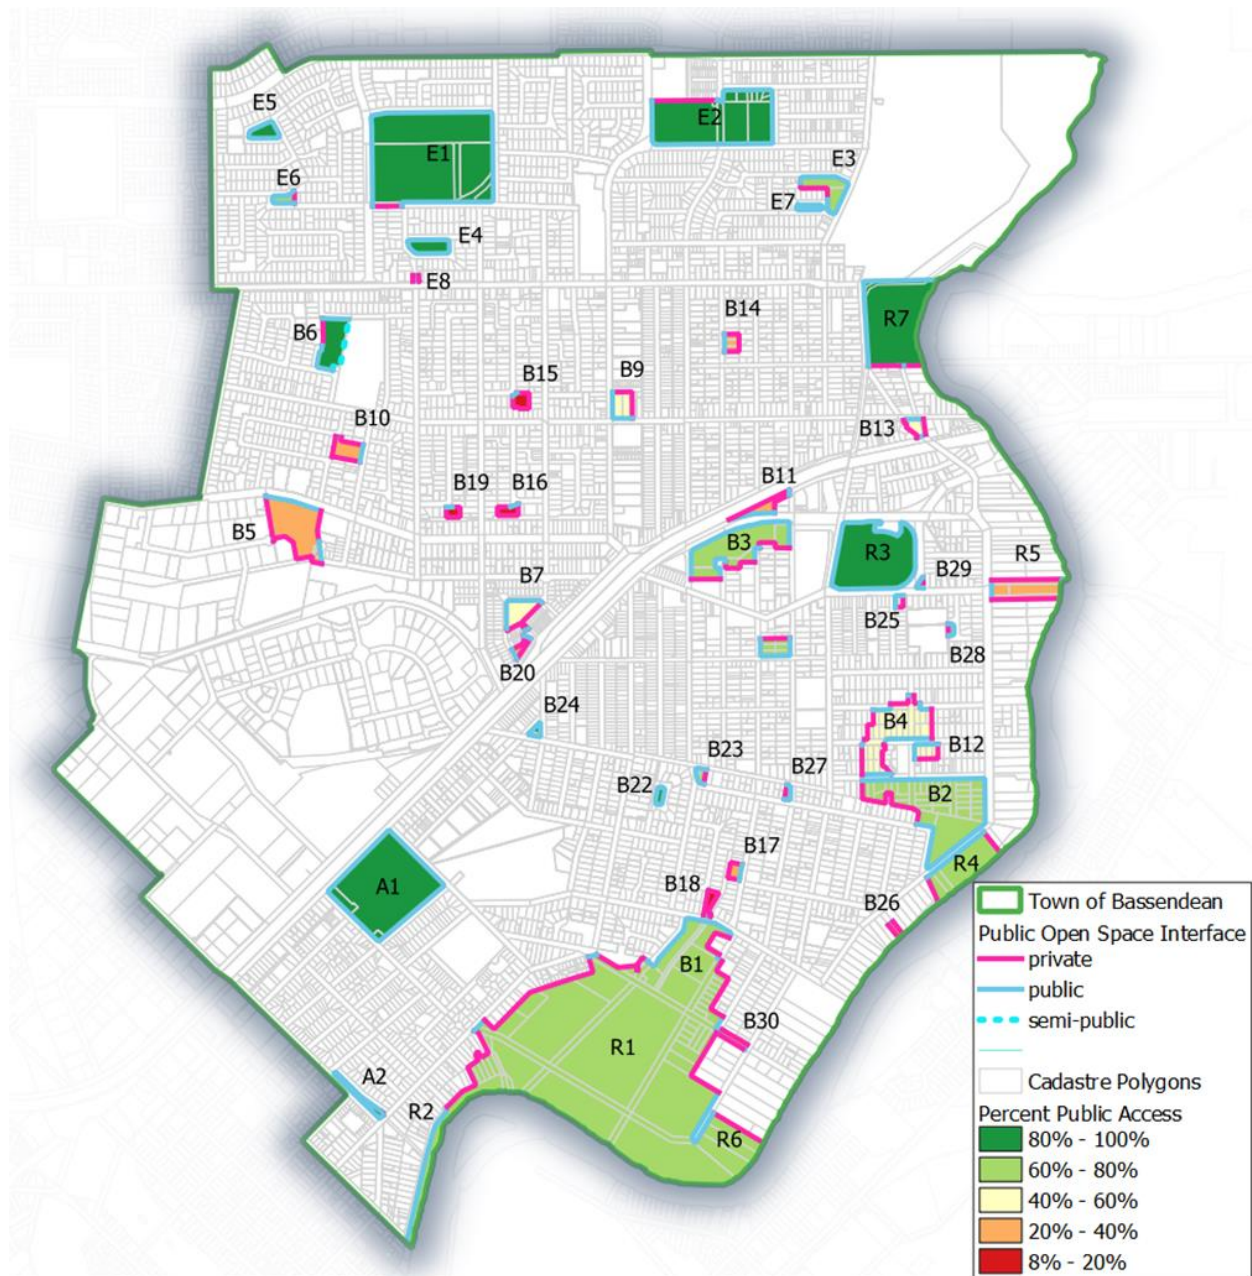 E5
E1
E2
E6
E3
E7
E4
E8
B6
B14
R7
B15
B9
B10
B13
B19
B16
B11
B5
B3
R3
R5
B7
B29
B25
B28
B20
B24
B4
B12
B23
B22
B27
B2
B17
A1
B18
R4
B26
B1
B30
R1
A2
R2
R6
Town of Bassendean
Public Open Space Interface
private
public
semi-public
Cadastre Polygons
Percent Public Access
80% - 100%
60% - 80%
40% - 60%
20% - 40%
8% - 20%